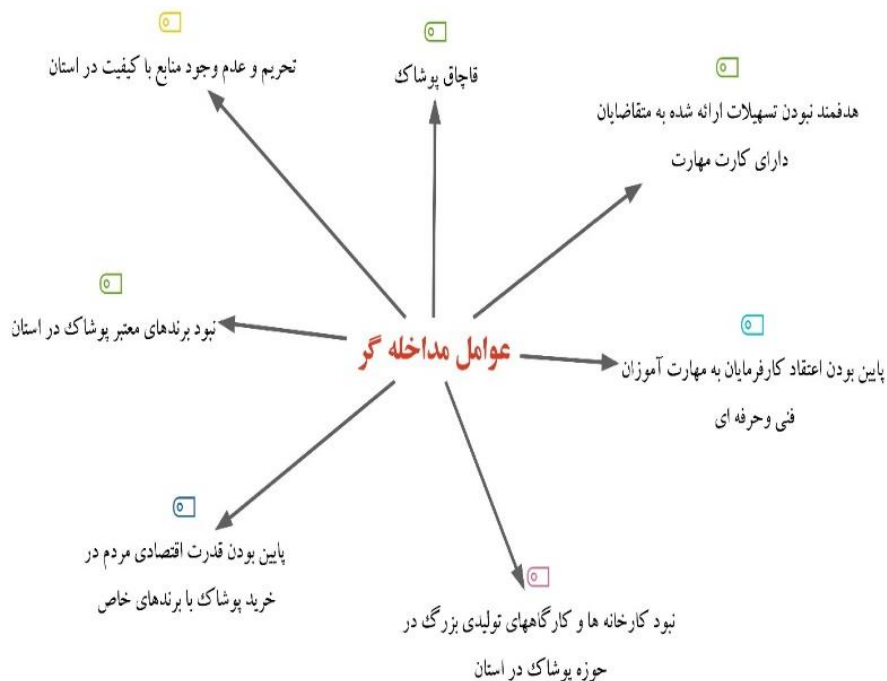 قاچاق پوشاک
تحریم و عدم وجود منابع با کیفیت در استان
هدفمند نبودن تسهیلات ارائه شده به متقاضایان
دارای کارت مهارت
نبود برندهای معتبر پوشاک در استان
عوامل مداخله گر
پایین بودن اعتقاد کارفرمایان به مهارت آموزان
فنی وحرفه ای
پایین بودن قدرت اقتصادی مردم در
خرید پوشاک با برندهای خاص
نبود کارخانه ها و کارگاههای تولیدی بزرگ در
حوزه پوشاک در استان